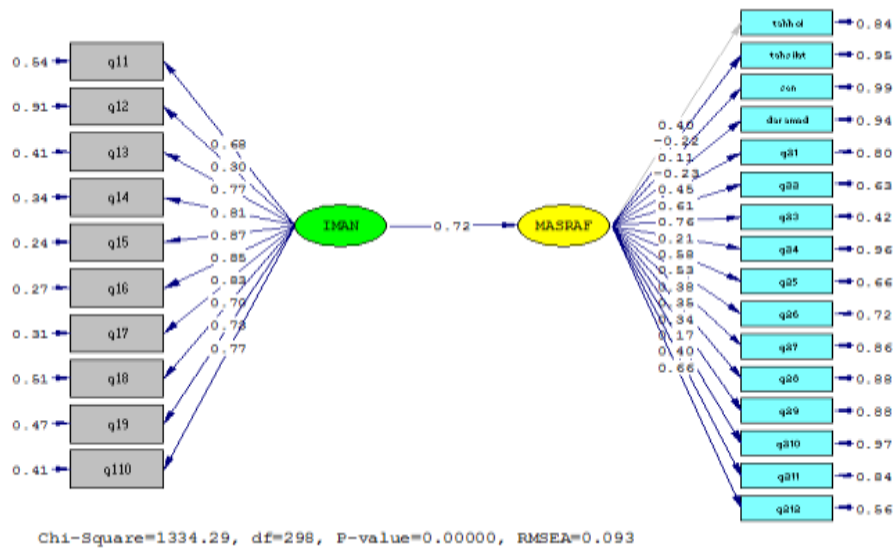 0.54 q11
0.91 q12
0.41 q13
0.34 q14
0.24 q15
0.27 q16
0.31 q17
0.51 q18
0.47 q19
0.41 q110
0.68
0.30
0.77
0.81
0.87
0.85
0.83
0.70
0.73
0.77
IMAN
0.72
MASRAF
0.40
-0.22
0.11
-0.23
0.45
0.61
0.76
0.21
0.58
0.53
0.38
0.35
0.34
0.17
0.40
0.66
0.84
0.95
sen 0.99
daramad 0.94
q21 0.80
q22 0.63
q23 0.42
q24 0.96
q25 0.66
q26 0.72
q27 0.86
q28 0.88
q29 0.88
q210 0.97
q211 0.84
q212 0.56
Chi-Square=1334.29, df=298, P-value=0.00000, RMSEA=0.093